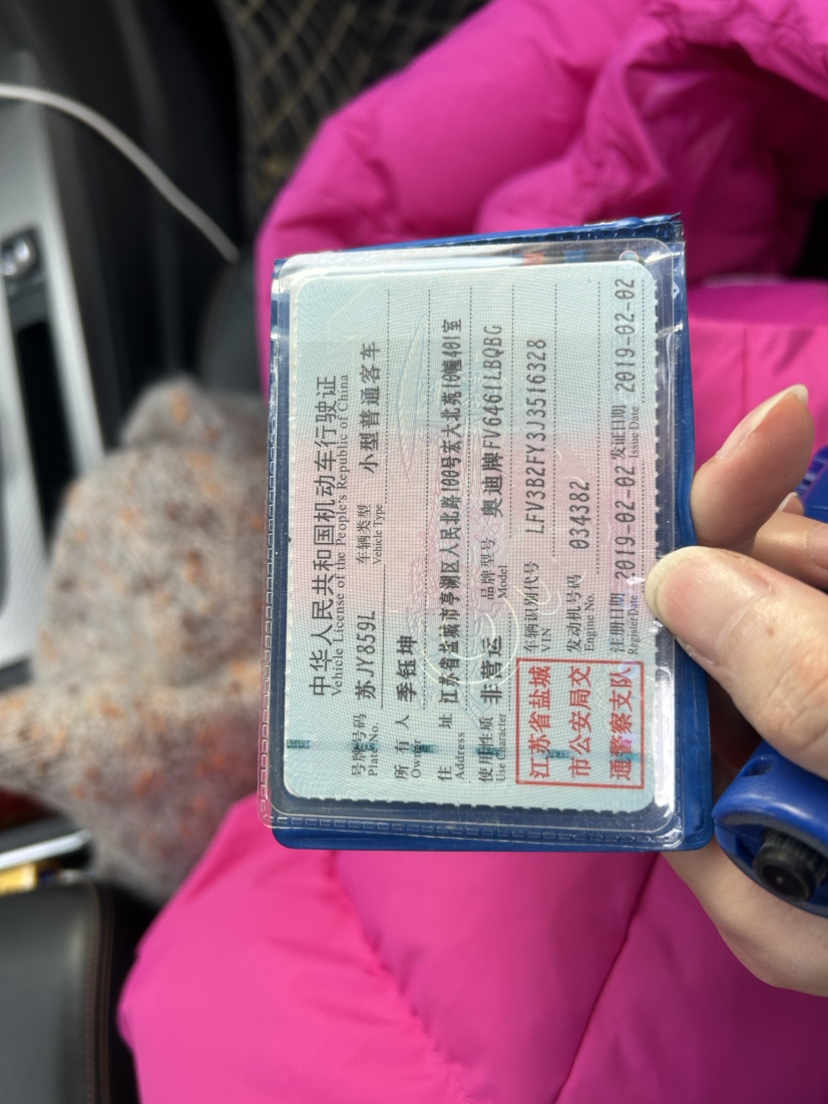 中华人民共和国机动车行驶证
Vehicle License of the People's Republic of China
号牌号码 苏JY859L 车辆类型 小型普通客车
Plate No. Vehicle Type
所有人 季钰坤
Owner
住址 江苏省盐城市亭湖区人民北路100号宏大北苑10幢401室
Address
使用性质 非营运 品牌型号 奥迪牌FV6461LBQBG
Use Character Model
江苏省盐城
市公安局交
通警察支队
车辆识别代号 LFV3B2FY3J3516328
VIN
发动机号码 034382
Engine No.
注册日期 2019-02-02 发证日期 2019-02-02
Register Date Issue Date